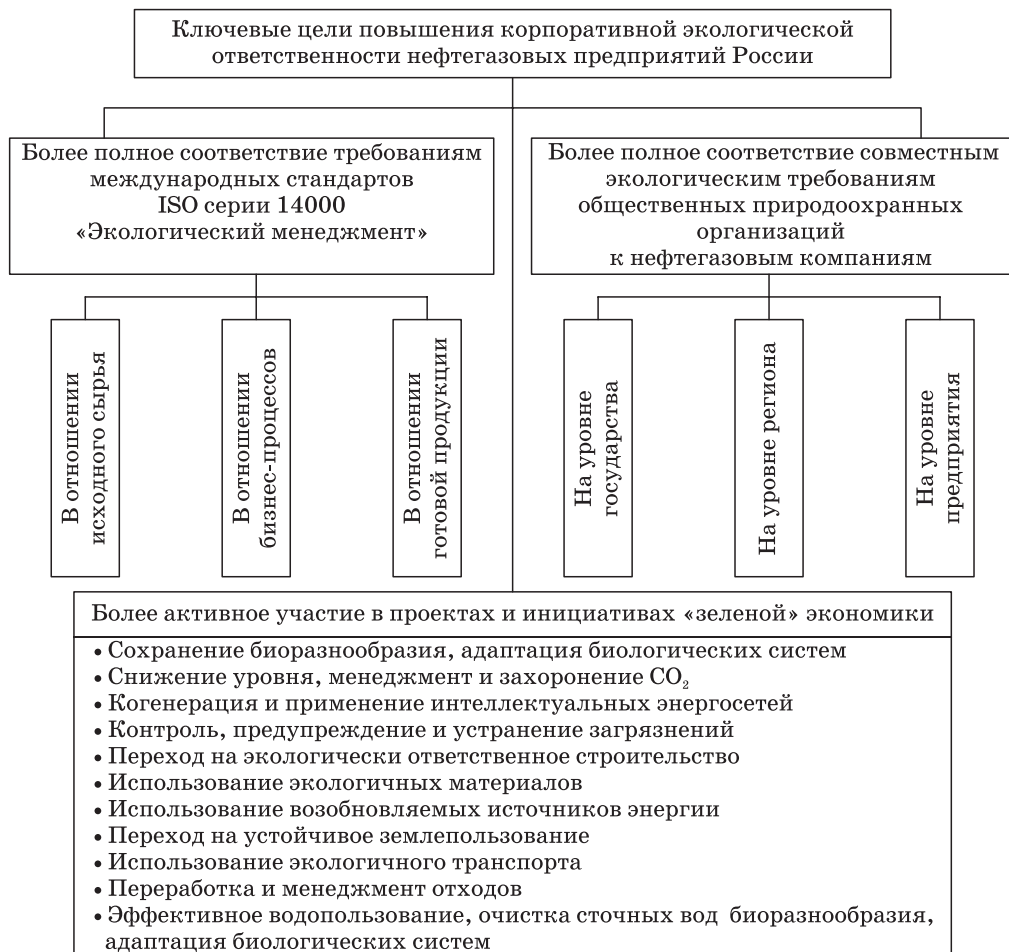 Ключевые цели повышения корпоративной экологической
ответственности нефтегазовых предприятий России
Более полное соответствие требованиям
международных стандартов
ISO серии 14000
«Экологический менеджмент»
Более полное соответствие совместным
экологическим требованиям
общественных природоохранных
организаций
к нефтегазовым компаниям
В отношении
исходного сырья
В отношении
бизнес-процессов
В отношении
готовой продукции
На уровне
государства
На уровне региона
На уровне
предприятия
Более активное участие в проектах и инициативах «зеленой» экономики
• Сохранение биоразнообразия, адаптация биологических систем
• Снижение уровня, менеджмент и захоронение CO₂
• Когенерация и применение интеллектуальных энергосетей
• Контроль, предупреждение и устранение загрязнений
• Переход на экологически ответственное строительство
• Использование экологичных материалов
• Использование возобновляемых источников энергии
• Переход на устойчивое землепользование
• Использование экологичного транспорта
• Переработка и менеджмент отходов
• Эффективное водопользование, очистка сточных вод биоразнообразия,
адаптация биологических систем